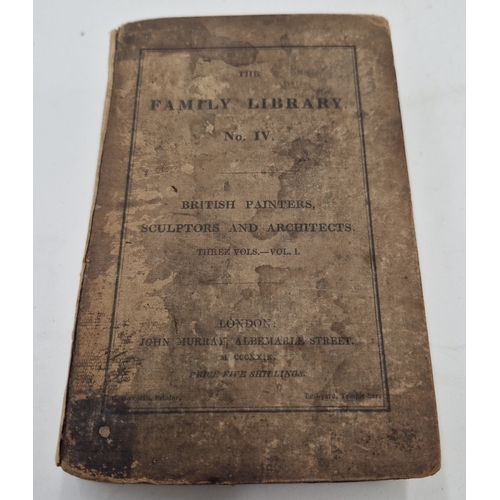 THE
FAMILY LIBRARY
No. IV.
BRITISH PAINTERS,
SCULPTORS AND ARCHITECTS.
THREE VOLS.—VOL. I.
LONDON:
JOHN MURRAY, ALBEMARLE STREET.
PRICE FIVE SHILLINGS.